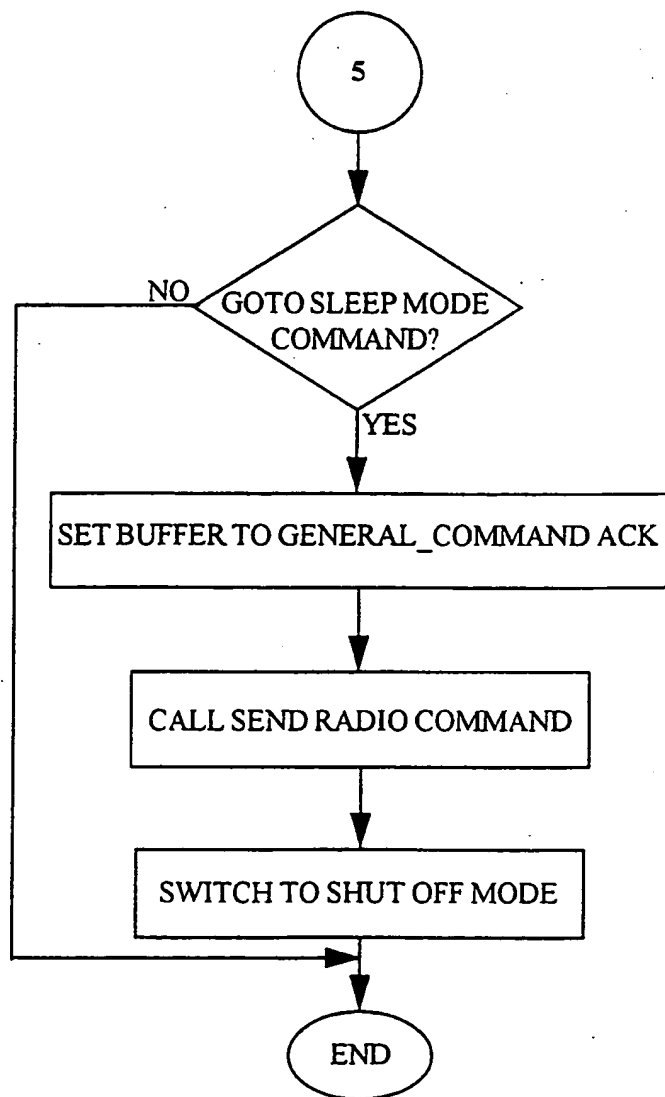 5
NO
GOTO SLEEP MODE
COMMAND?
YES
SET BUFFER TO GENERAL_COMMAND ACK
CALL SEND RADIO COMMAND
SWITCH TO SHUT OFF MODE
END